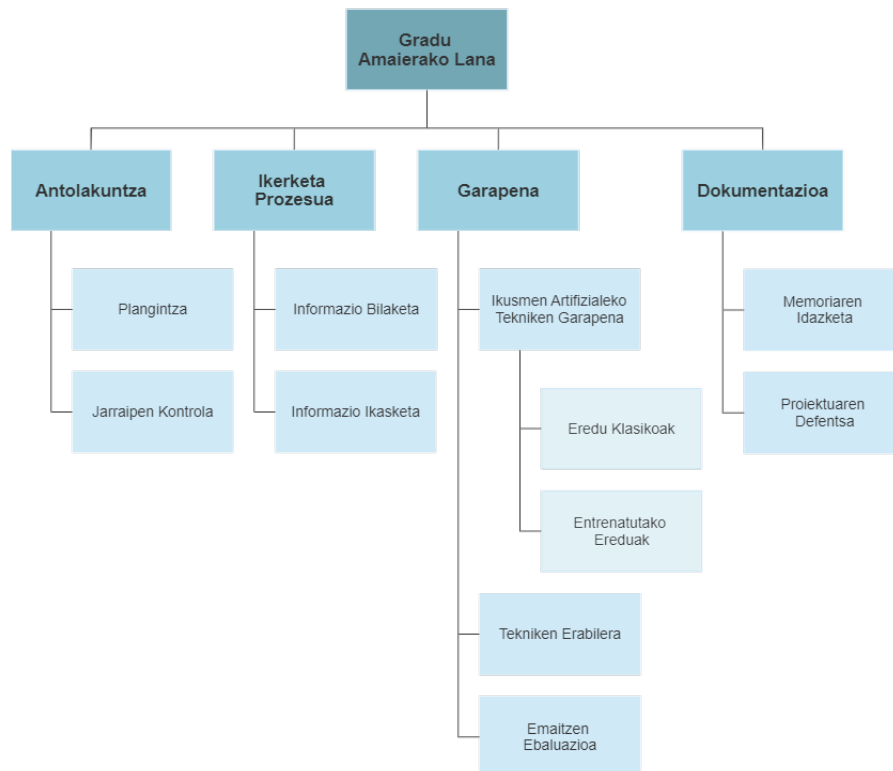 Gradu
Amaierako Lana
Antolakuntza
Ikerketa
Prozesua
Garapena
Dokumentazioa
Plangintza
Jarraipen Kontrola
Informazio Bilaketa
Informazio Ikasketa
Ikusmen Artifizialeko
Tekniken Garapena
Eredu Klasikoak
Entrenatutako
Ereduak
Tekniken Erabilera
Emaitzen
Ebaluazioa
Memoriaren
Idazketa
Proiektuaren
Defentsa